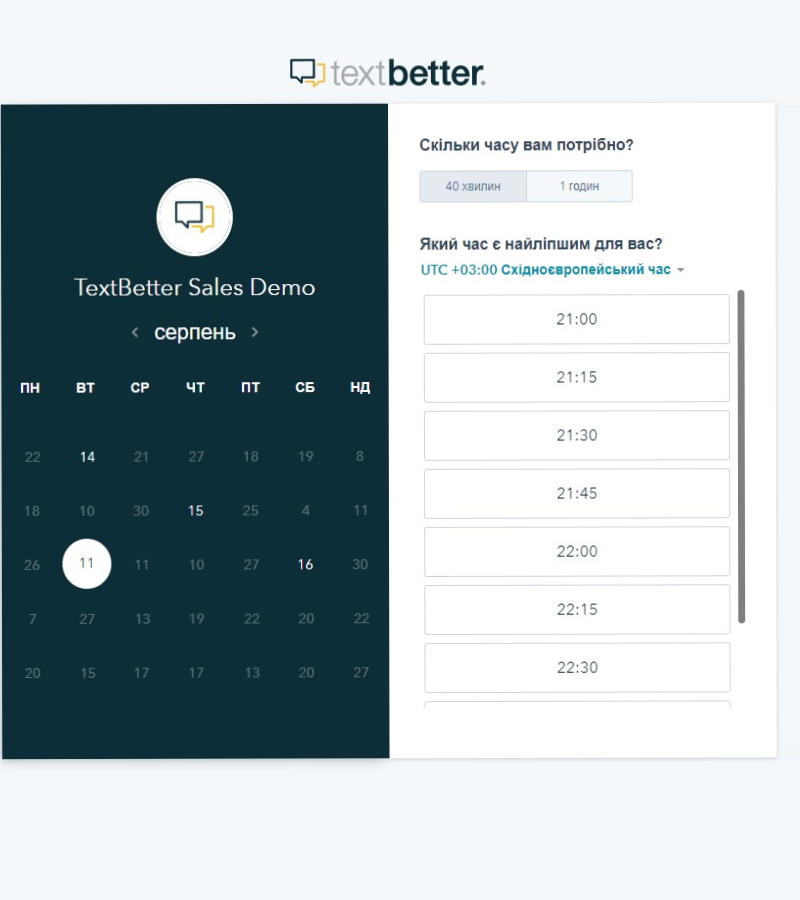 textbetter.
TextBetter Sales Demo
серпень
ПН ВТ СР ЧТ ПТ СБ НД
22 14 21 27 18 19 8
18 10 30 15 25 4 11
26 11 11 10 27 16 30
7 27 13 19 22 20 22
20 15 17 17 13 20 27
Скільки часу вам потрібно?
40 хвилин 1 годин
Який час є найліпшим для вас?
UTC +03:00 Східноєвропейський час
21:00
21:15
21:30
21:45
22:00
22:15
22:30